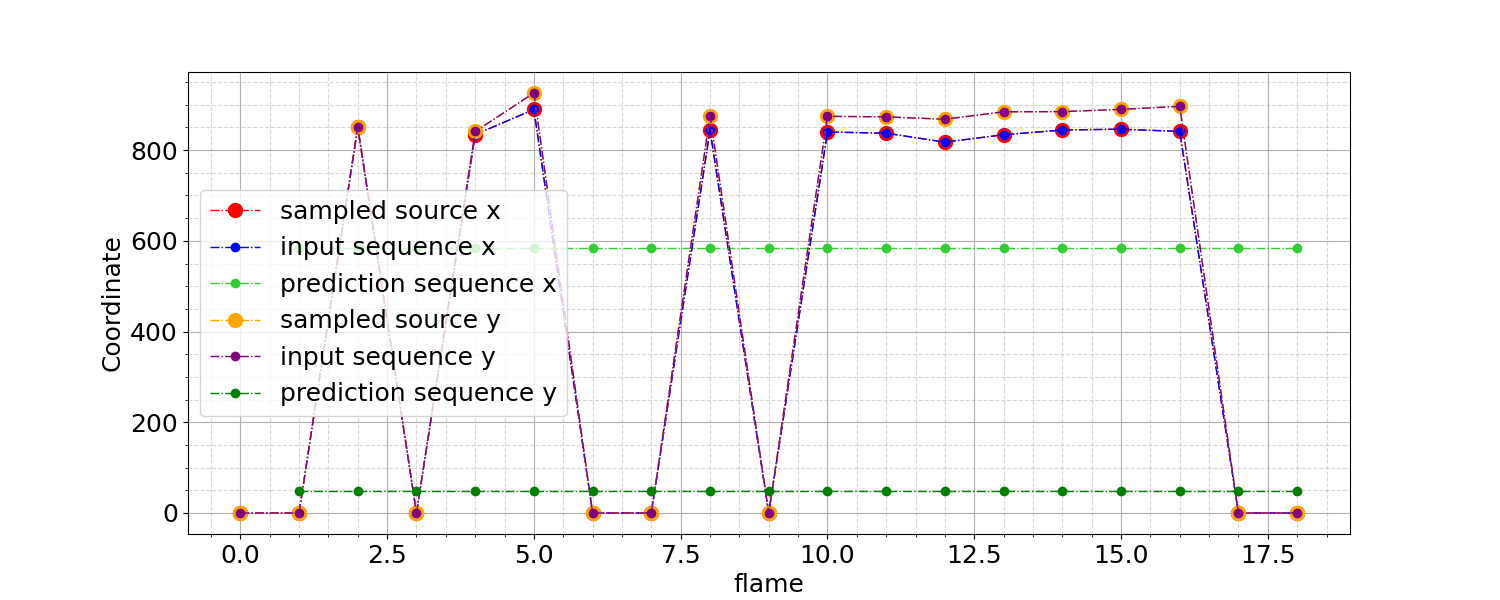 Coordinate
800
600
400
200
0
sampled source x
input sequence x
prediction sequence x
sampled source y
input sequence y
prediction sequence y
0.0 2.5 5.0 7.5 10.0 12.5 15.0 17.5
flame